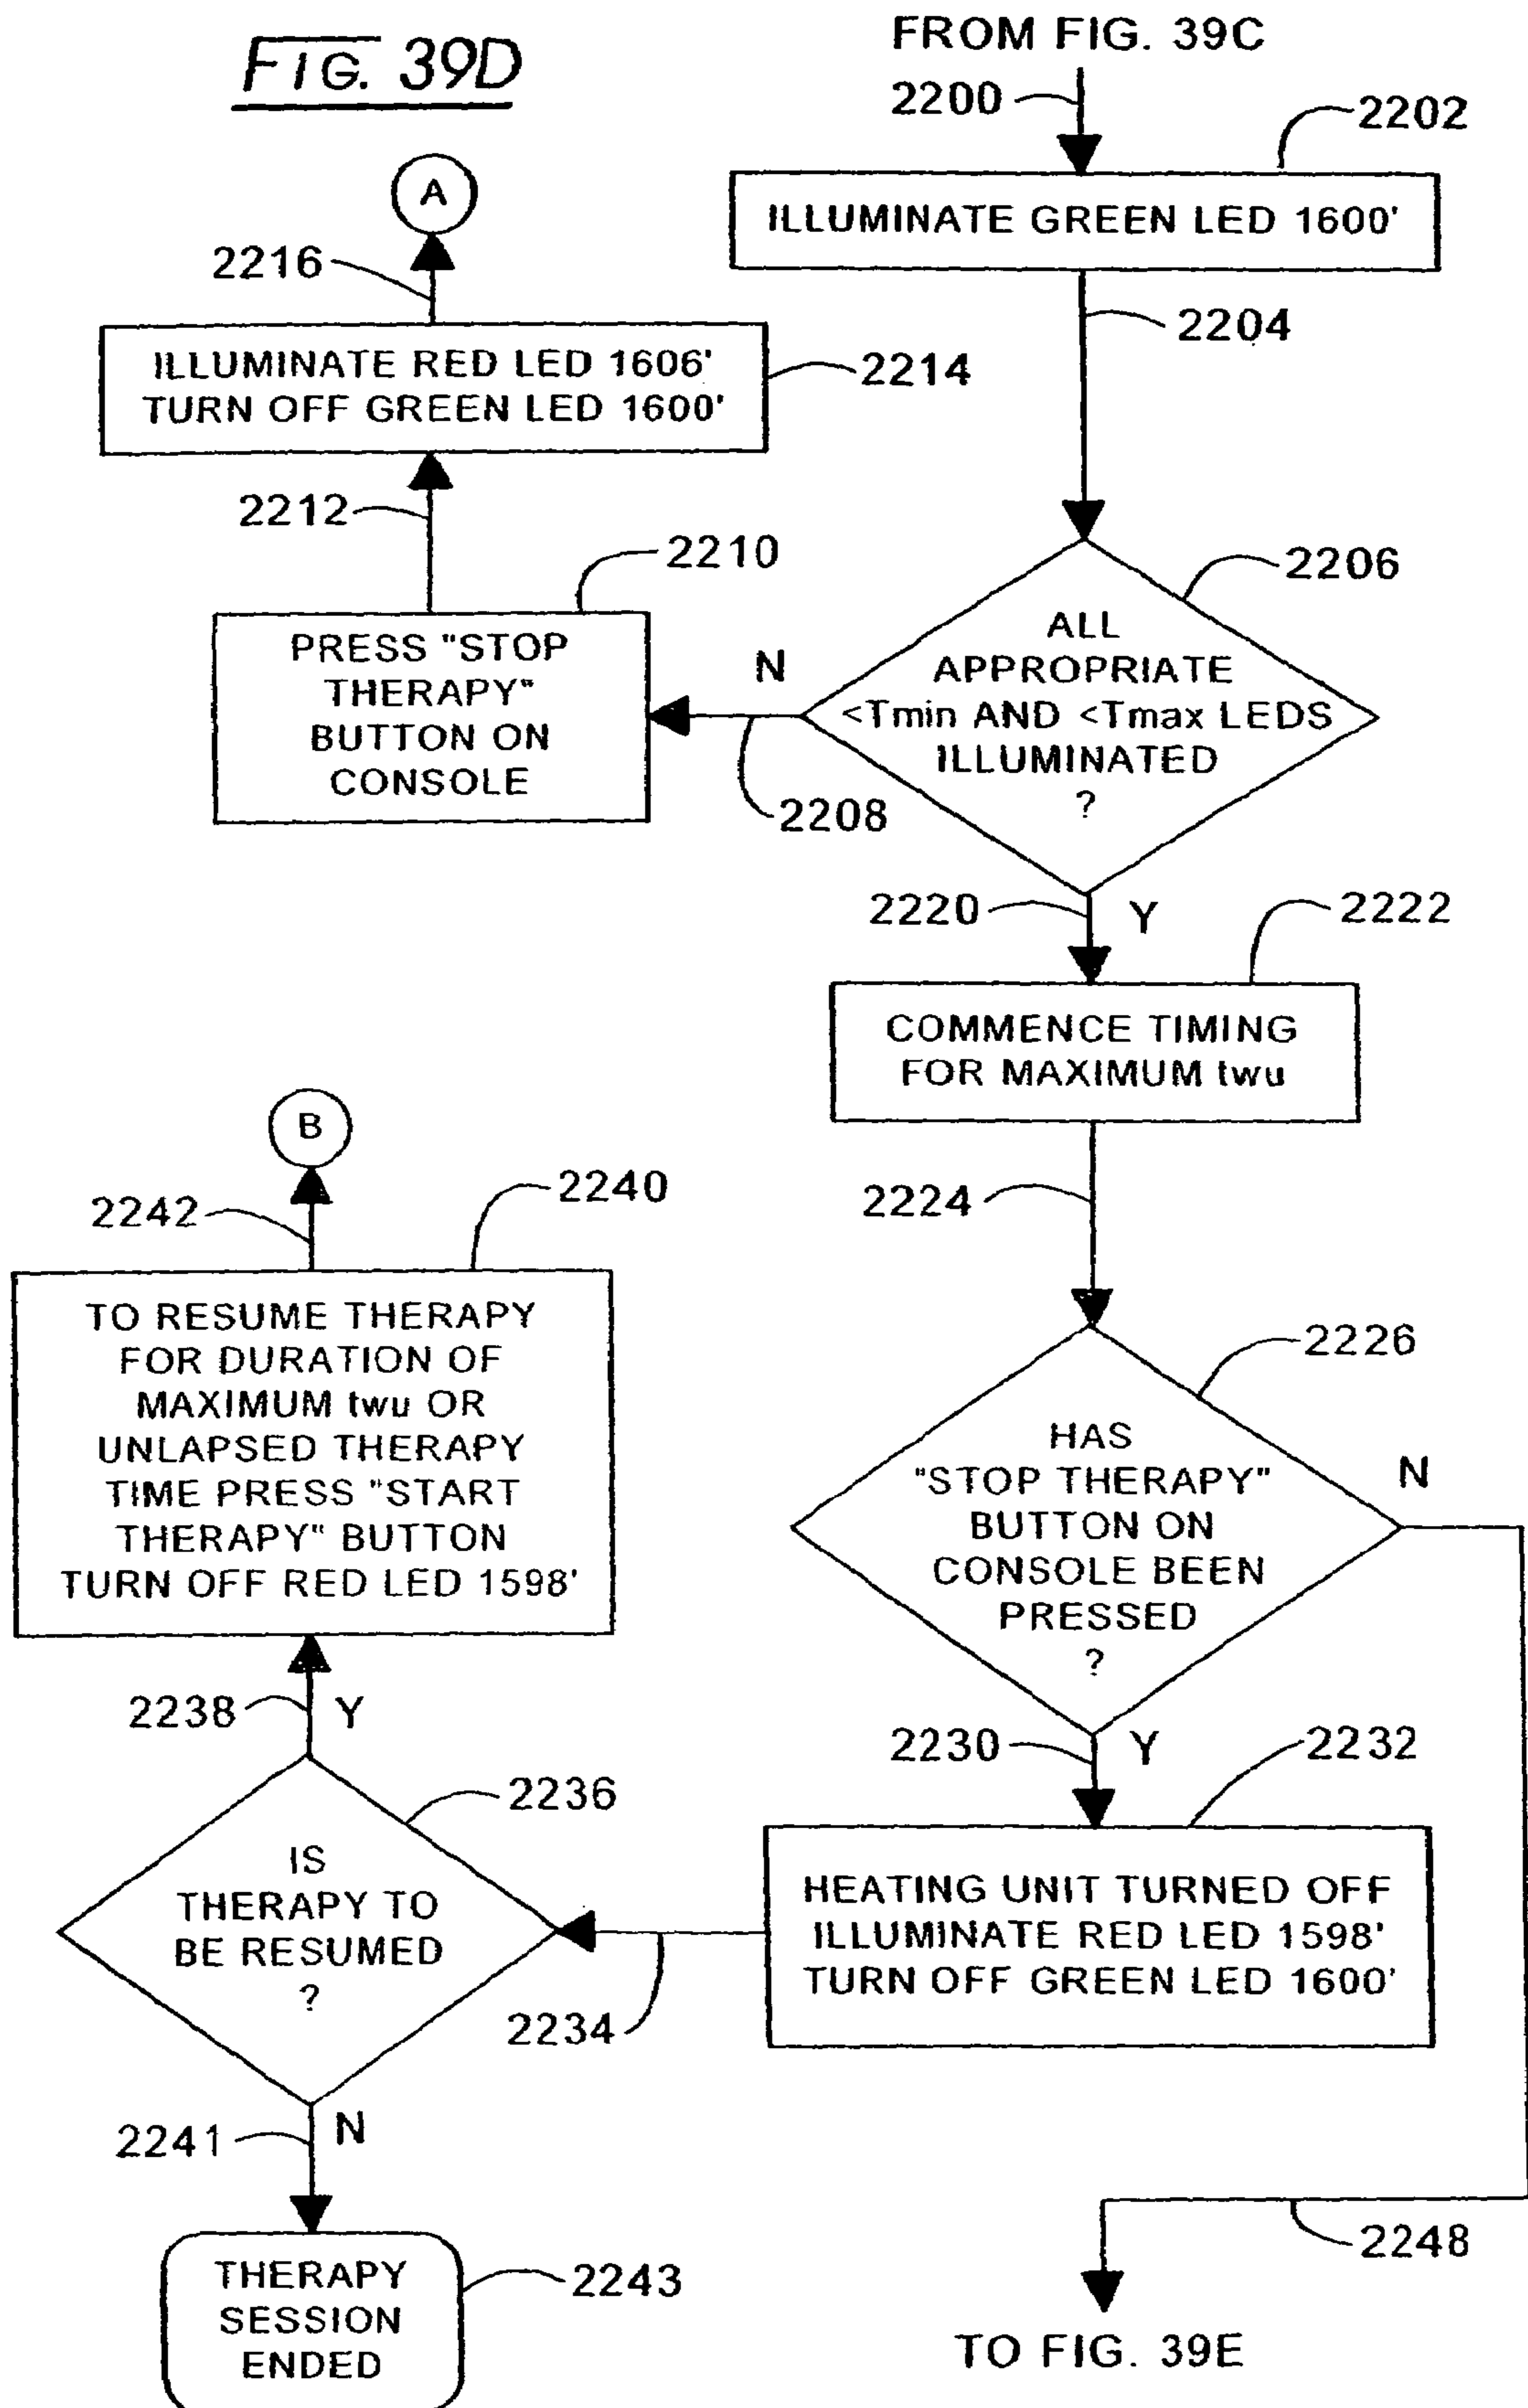 FIG. 39D
FROM FIG. 39C
2200
2202
ILLUMINATE GREEN LED 1600'
2204
A
2216
ILLUMINATE RED LED 1606'
TURN OFF GREEN LED 1600'
2214
2212
2210
PRESS "STOP
THERAPY"
BUTTON ON
CONSOLE
N
2208
2206
ALL
APPROPRIATE
<Tmin AND <Tmax LEDS
ILLUMINATED
?
2220
Y
2222
COMMENCE TIMING
FOR MAXIMUM twu
2224
B
2242
2240
TO RESUME THERAPY
FOR DURATION OF
MAXIMUM twu OR
UNLAPSED THERAPY
TIME PRESS "START
THERAPY" BUTTON
TURN OFF RED LED 1598'
2226
HAS
"STOP THERAPY"
BUTTON ON
CONSOLE BEEN
PRESSED
?
N
2238
Y
2230
Y
2232
2236
IS
THERAPY TO
BE RESUMED
?
HEATING UNIT TURNED OFF
ILLUMINATE RED LED 1598'
TURN OFF GREEN LED 1600'
2234
2241
N
2248
THERAPY
SESSION
ENDED
2243
TO FIG. 39E